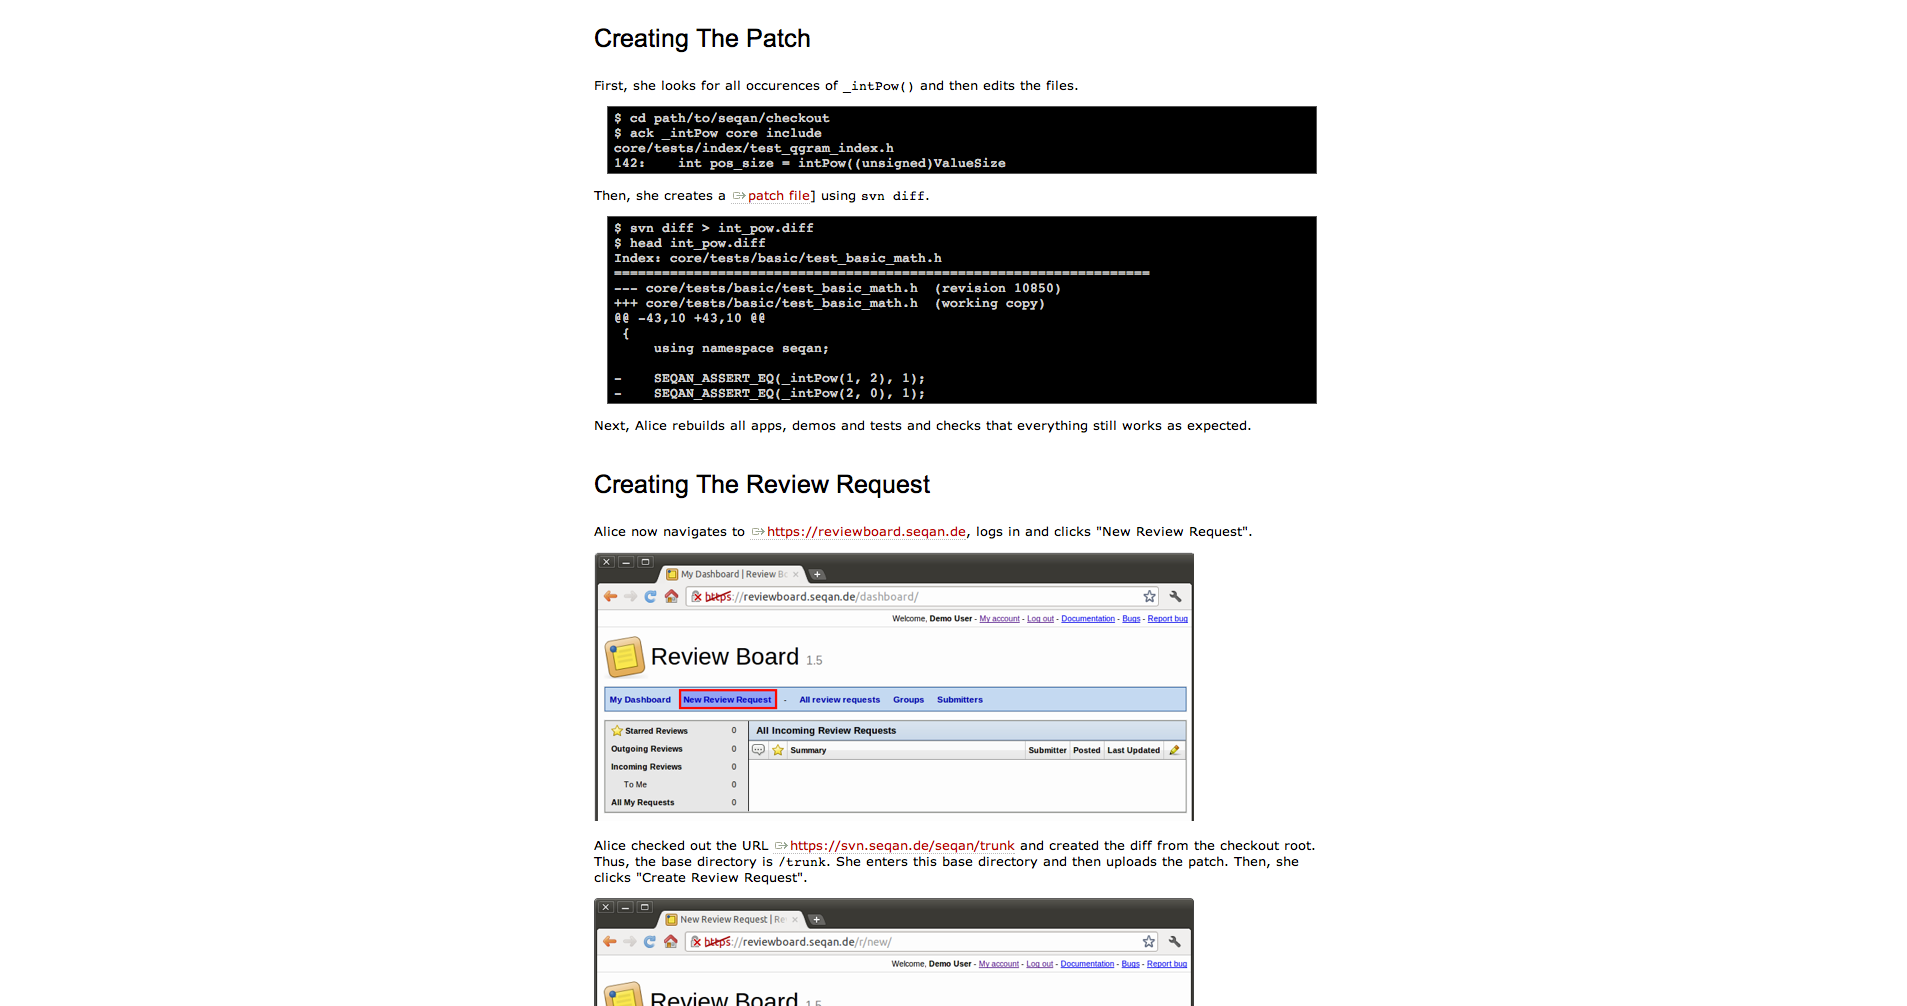 Creating The Patch
First, she looks for all occurences of _intPow() and then edits the files.
$ cd path/to/seqan/checkout
$ ack _intPow core include
core/tests/index/test_qgram_index.h
142:    int pos_size = intPow((unsigned)ValueSize
Then, she creates a patch file] using svn diff.
$ svn diff > int_pow.diff
$ head int_pow.diff
Index: core/tests/basic/test_basic_math.h
===================================================================
--- core/tests/basic/test_basic_math.h  (revision 10850)
+++ core/tests/basic/test_basic_math.h  (working copy)
@@ -43,10 +43,10 @@
 {
     using namespace seqan;
-    SEQAN_ASSERT_EQ(_intPow(1, 2), 1);
-    SEQAN_ASSERT_EQ(_intPow(2, 0), 1);
Next, Alice rebuilds all apps, demos and tests and checks that everything still works as expected.
Creating The Review Request
Alice now navigates to https://reviewboard.seqan.de, logs in and clicks "New Review Request".
My Dashboard | Review Bo
https://reviewboard.seqan.de/dashboard/
Welcome, Demo User - My account - Log out - Documentation - Bugs - Report bug
Review Board 1.5
My Dashboard New Review Request - All review requests Groups Submitters
Starred Reviews 0
All Incoming Review Requests
Outgoing Reviews 0
Summary Submitter Posted Last Updated
Incoming Reviews 0
To Me 0
All My Requests 0
Alice checked out the URL https://svn.seqan.de/seqan/trunk and created the diff from the checkout root.
Thus, the base directory is /trunk. She enters this base directory and then uploads the patch. Then, she
clicks "Create Review Request".
New Review Request | Re
https://reviewboard.seqan.de/r/new/
Welcome, Demo User - My account - Log out - Documentation - Bugs - Report bug
Review Board 1.5